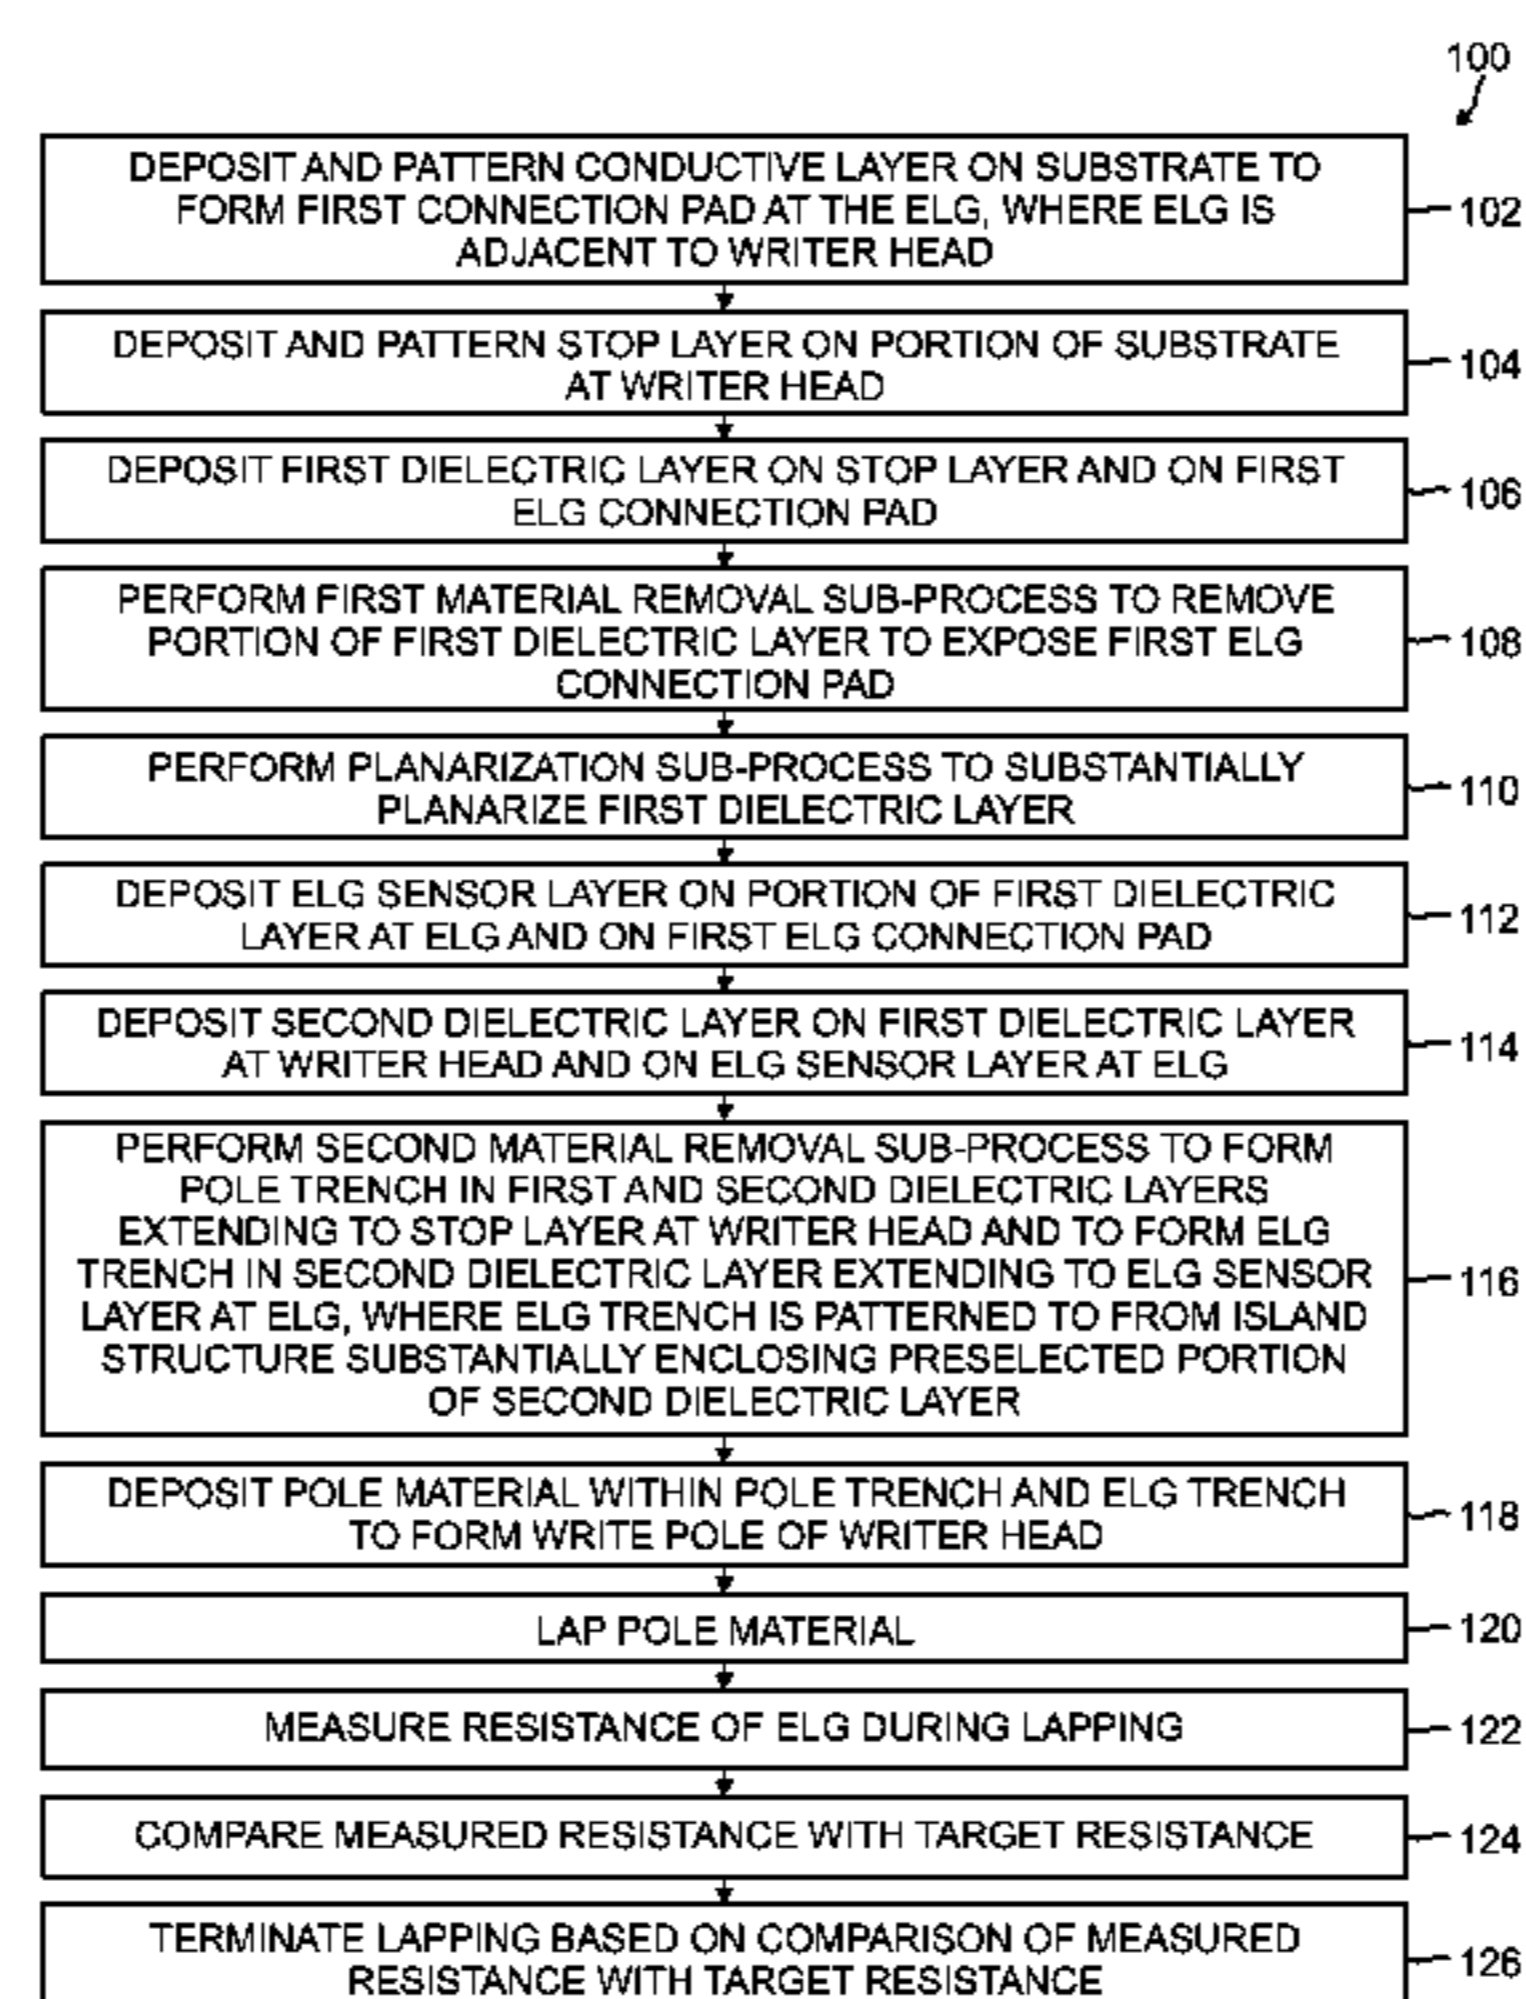 100
DEPOSIT AND PATTERN CONDUCTIVE LAYER ON SUBSTRATE TO
FORM FIRST CONNECTION PAD AT THE ELG, WHERE ELG IS
ADJACENT TO WRITER HEAD
102
DEPOSIT AND PATTERN STOP LAYER ON PORTION OF SUBSTRATE
AT WRITER HEAD
104
DEPOSIT FIRST DIELECTRIC LAYER ON STOP LAYER AND ON FIRST
ELG CONNECTION PAD
106
PERFORM FIRST MATERIAL REMOVAL SUB-PROCESS TO REMOVE
PORTION OF FIRST DIELECTRIC LAYER TO EXPOSE FIRST ELG
CONNECTION PAD
108
PERFORM PLANARIZATION SUB-PROCESS TO SUBSTANTIALLY
PLANARIZE FIRST DIELECTRIC LAYER
110
DEPOSIT ELG SENSOR LAYER ON PORTION OF FIRST DIELECTRIC
LAYER AT ELG AND ON FIRST ELG CONNECTION PAD
112
DEPOSIT SECOND DIELECTRIC LAYER ON FIRST DIELECTRIC LAYER
AT WRITER HEAD AND ON ELG SENSOR LAYER AT ELG
114
PERFORM SECOND MATERIAL REMOVAL SUB-PROCESS TO FORM
POLE TRENCH IN FIRST AND SECOND DIELECTRIC LAYERS
EXTENDING TO STOP LAYER AT WRITER HEAD AND TO FORM ELG
TRENCH IN SECOND DIELECTRIC LAYER EXTENDING TO ELG SENSOR
LAYER AT ELG, WHERE ELG TRENCH IS PATTERNED TO FROM ISLAND
STRUCTURE SUBSTANTIALLY ENCLOSING PRESELECTED PORTION
OF SECOND DIELECTRIC LAYER
116
DEPOSIT POLE MATERIAL WITHIN POLE TRENCH AND ELG TRENCH
TO FORM WRITE POLE OF WRITER HEAD
118
LAP POLE MATERIAL
120
MEASURE RESISTANCE OF ELG DURING LAPPING
122
COMPARE MEASURED RESISTANCE WITH TARGET RESISTANCE
124
TERMINATE LAPPING BASED ON COMPARISON OF MEASURED
RESISTANCE WITH TARGET RESISTANCE
126